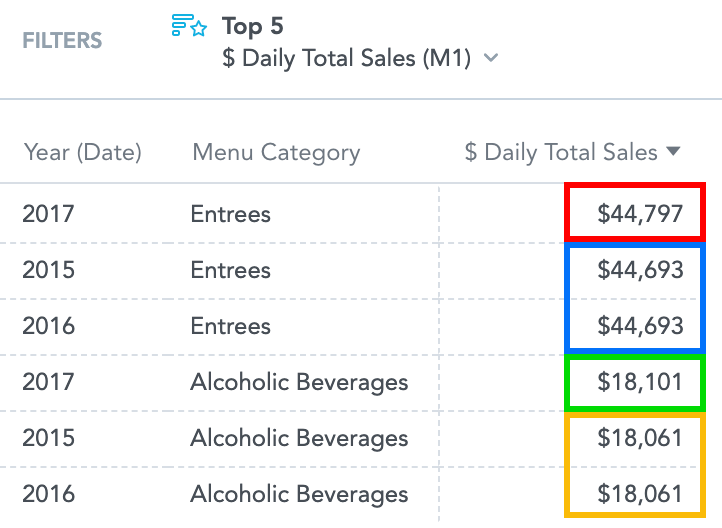 FILTERS
Top 5
$ Daily Total Sales (M1)
Year (Date) Menu Category $ Daily Total Sales
2017 Entrees $44,797
2015 Entrees $44,693
2016 Entrees $44,693
2017 Alcoholic Beverages $18,101
2015 Alcoholic Beverages $18,061
2016 Alcoholic Beverages $18,061